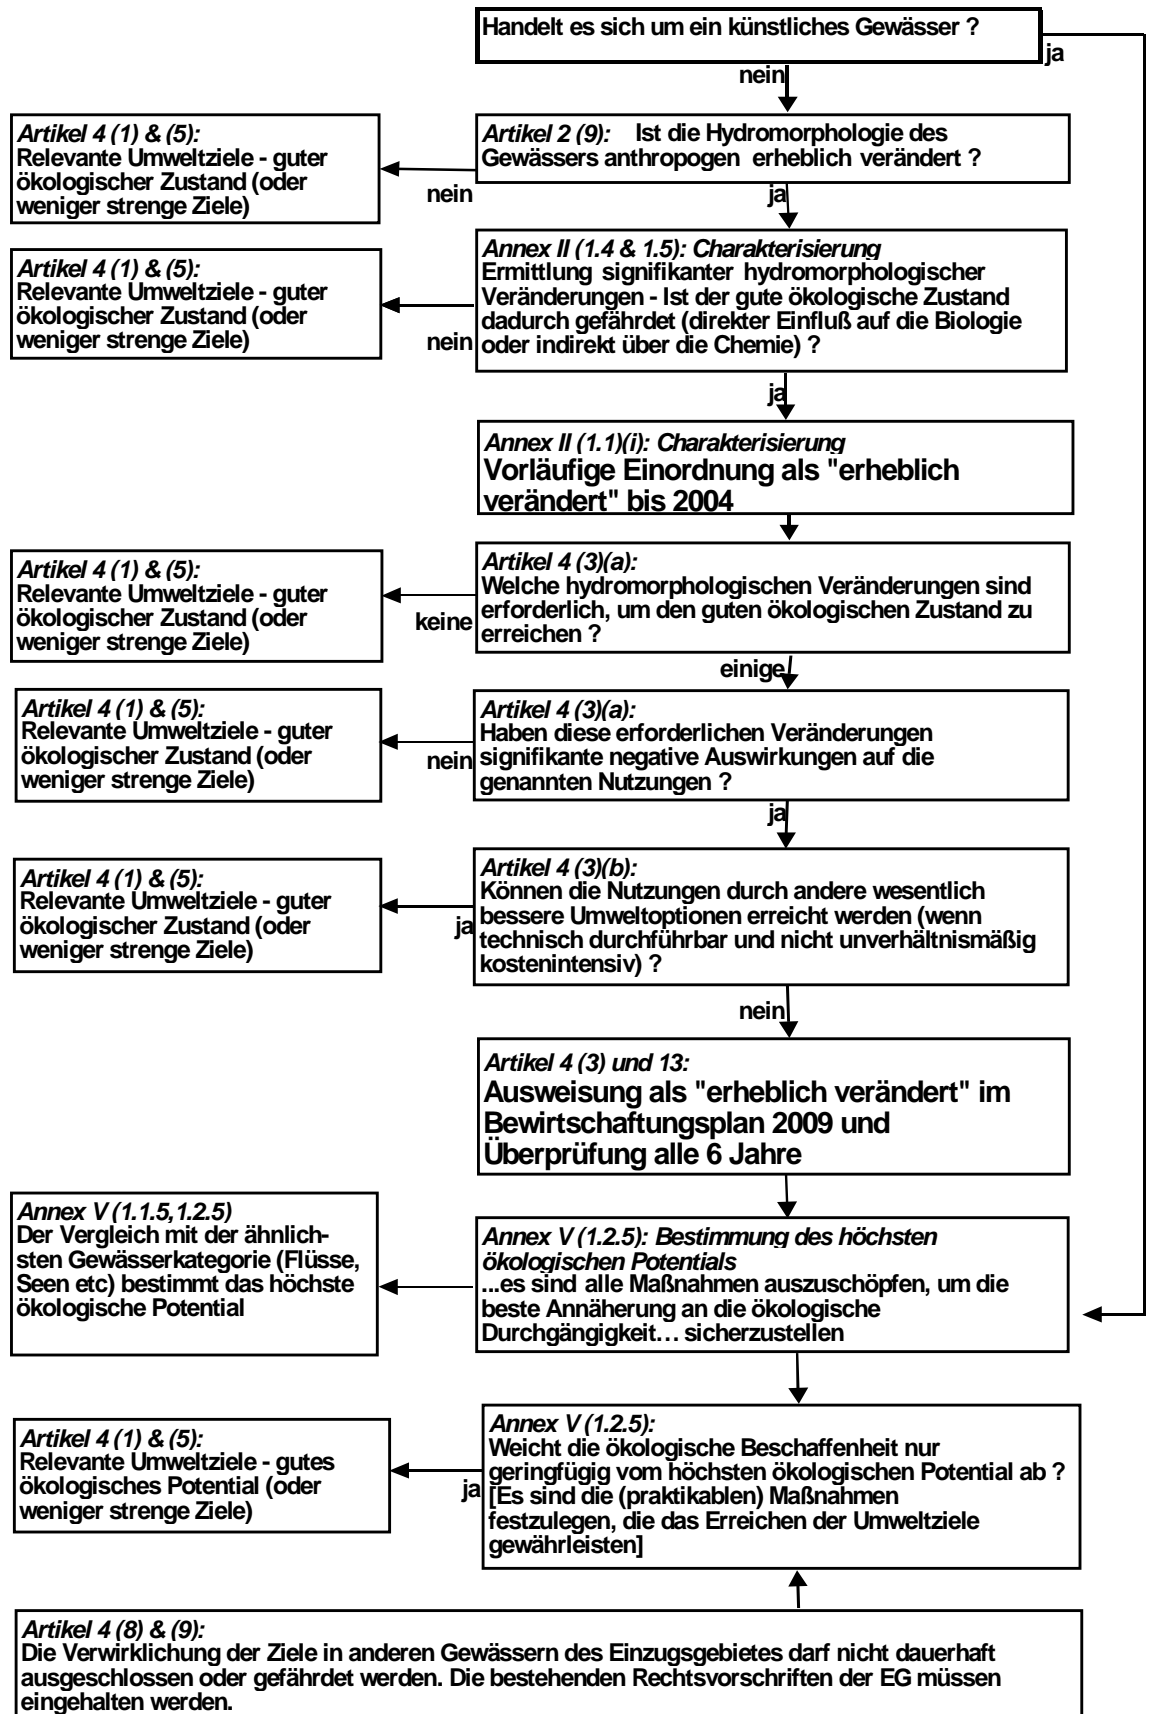 Handelt es sich um ein künstliches Gewässer ?
ja
nein
Artikel 4 (1) & (5):
Relevante Umweltziele - guter
ökologischer Zustand (oder
weniger strenge Ziele)
Artikel 2 (9): Ist die Hydromorphologie des
Gewässers anthropogen erheblich verändert ?
nein
ja
Artikel 4 (1) & (5):
Relevante Umweltziele - guter
ökologischer Zustand (oder
weniger strenge Ziele)
Annex II (1.4 & 1.5): Charakterisierung
Ermittlung signifikanter hydromorphologischer
Veränderungen - Ist der gute ökologische Zustand
dadurch gefährdet (direkter Einfluß auf die Biologie
oder indirekt über die Chemie) ?
nein
ja
Annex II (1.1)(i): Charakterisierung
Vorläufige Einordnung als "erheblich
verändert" bis 2004
Artikel 4 (1) & (5):
Relevante Umweltziele - guter
ökologischer Zustand (oder
weniger strenge Ziele)
Artikel 4 (3)(a):
Welche hydromorphologischen Veränderungen sind
erforderlich, um den guten ökologischen Zustand zu
erreichen ?
keine
einige
Artikel 4 (1) & (5):
Relevante Umweltziele - guter
ökologischer Zustand (oder
weniger strenge Ziele)
Artikel 4 (3)(a):
Haben diese erforderlichen Veränderungen
signifikante negative Auswirkungen auf die
genannten Nutzungen ?
nein
ja
Artikel 4 (1) & (5):
Relevante Umweltziele - guter
ökologischer Zustand (oder
weniger strenge Ziele)
Artikel 4 (3)(b):
Können die Nutzungen durch andere wesentlich
bessere Umweltoptionen erreicht werden (wenn
technisch durchführbar und nicht unverhältnismäßig
kostenintensiv) ?
ja
nein
Artikel 4 (3) und 13:
Ausweisung als "erheblich verändert" im
Bewirtschaftungsplan 2009 und
Überprüfung alle 6 Jahre
Annex V (1.1.5,1.2.5)
Der Vergleich mit der ähnlich-
sten Gewässerkategorie (Flüsse,
Seen etc) bestimmt das höchste
ökologische Potential
Annex V (1.2.5): Bestimmung des höchsten
ökologischen Potentials
...es sind alle Maßnahmen auszuschöpfen, um die
beste Annäherung an die ökologische
Durchgängigkeit… sicherzustellen
Artikel 4 (1) & (5):
Relevante Umweltziele - gutes
ökologisches Potential (oder
weniger strenge Ziele)
Annex V (1.2.5):
Weicht die ökologische Beschaffenheit nur
geringfügig vom höchsten ökologischen Potential ab ?
[Es sind die (praktikablen) Maßnahmen
festzulegen, die das Erreichen der Umweltziele
gewährleisten]
ja
Artikel 4 (8) & (9):
Die Verwirklichung der Ziele in anderen Gewässern des Einzugsgebietes darf nicht dauerhaft
ausgeschlossen oder gefährdet werden. Die bestehenden Rechtsvorschriften der EG müssen
eingehalten werden.